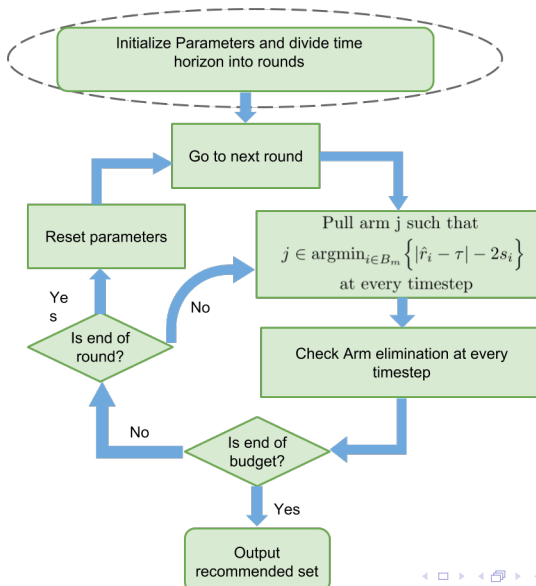 Initialize Parameters and divide time
horizon into rounds
Go to next round
Reset parameters
Pull arm j such that
j ∈ argmin_{i∈B_m}{|r̂_i − τ| − 2s_i}
at every timestep
Ye
s
No
Is end of
round?
Check Arm elimination at every
timestep
No
Is end of
budget?
Yes
Output
recommended set